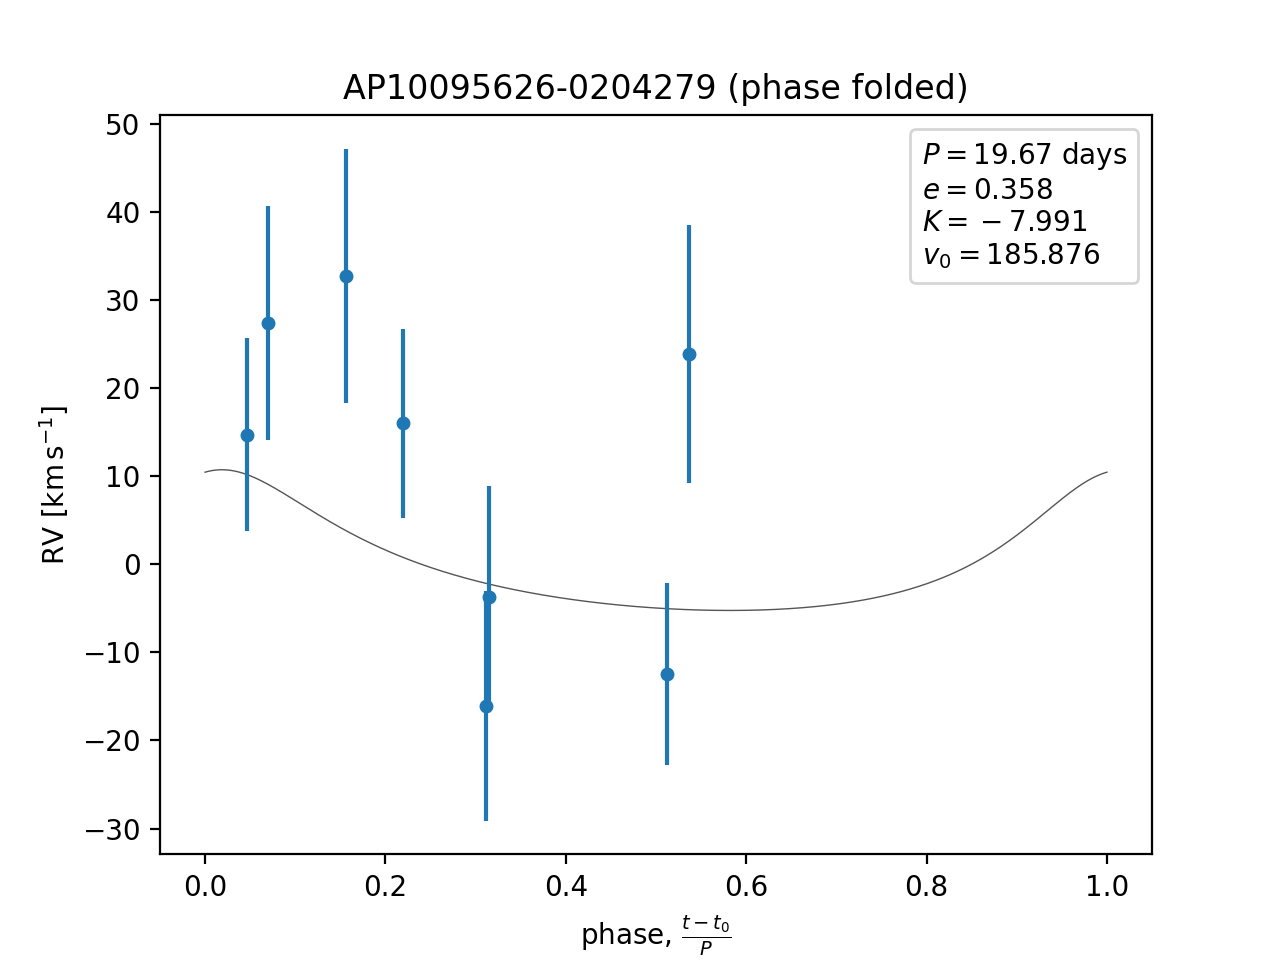 AP10095626-0204279 (phase folded)
P = 19.67 days
e = 0.358
K = −7.991
v₀ = 185.876
50
40
30
20
10
0
−10
−20
−30
RV [km s⁻¹]
0.0 0.2 0.4 0.6 0.8 1.0
phase, (t − t₀)/P